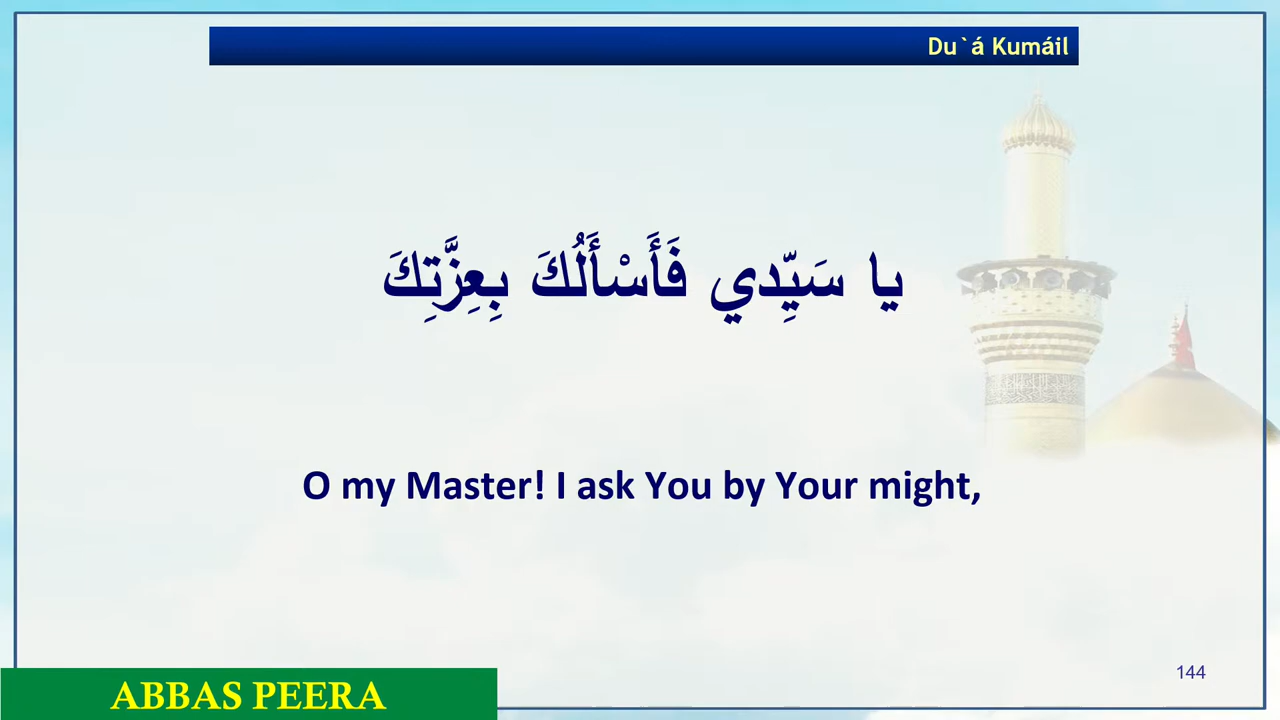 Du`á Kumáil
يا سَيِّدي فَأَسْأَلُكَ بِعِزَّتِكَ
O my Master! I ask You by Your might,
144
ABBAS PEERA